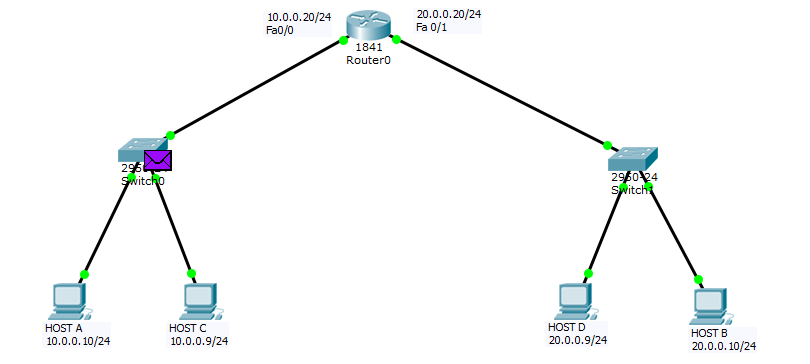 10.0.0.20/24
Fa0/0
20.0.0.20/24
Fa 0/1
1841
Router0
Switch0
2950-24
HOST A
10.0.0.10/24
HOST C
10.0.0.9/24
HOST D
20.0.0.9/24
HOST B
20.0.0.10/24